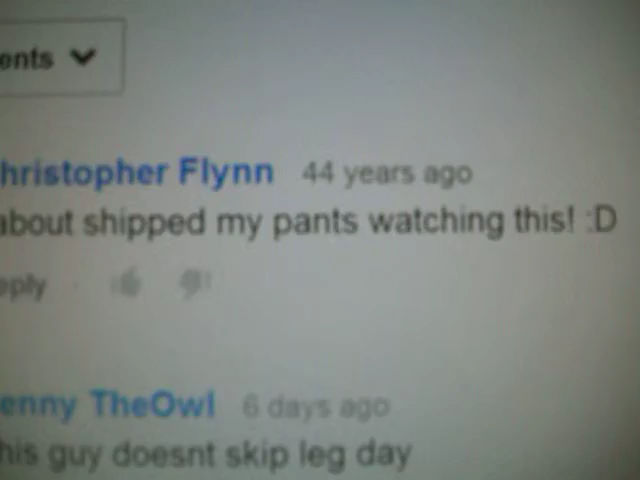 ents
hristopher Flynn 44 years ago
about shipped my pants watching this! :D
eply
enny TheOwl 6 days ago
his guy doesnt skip leg day